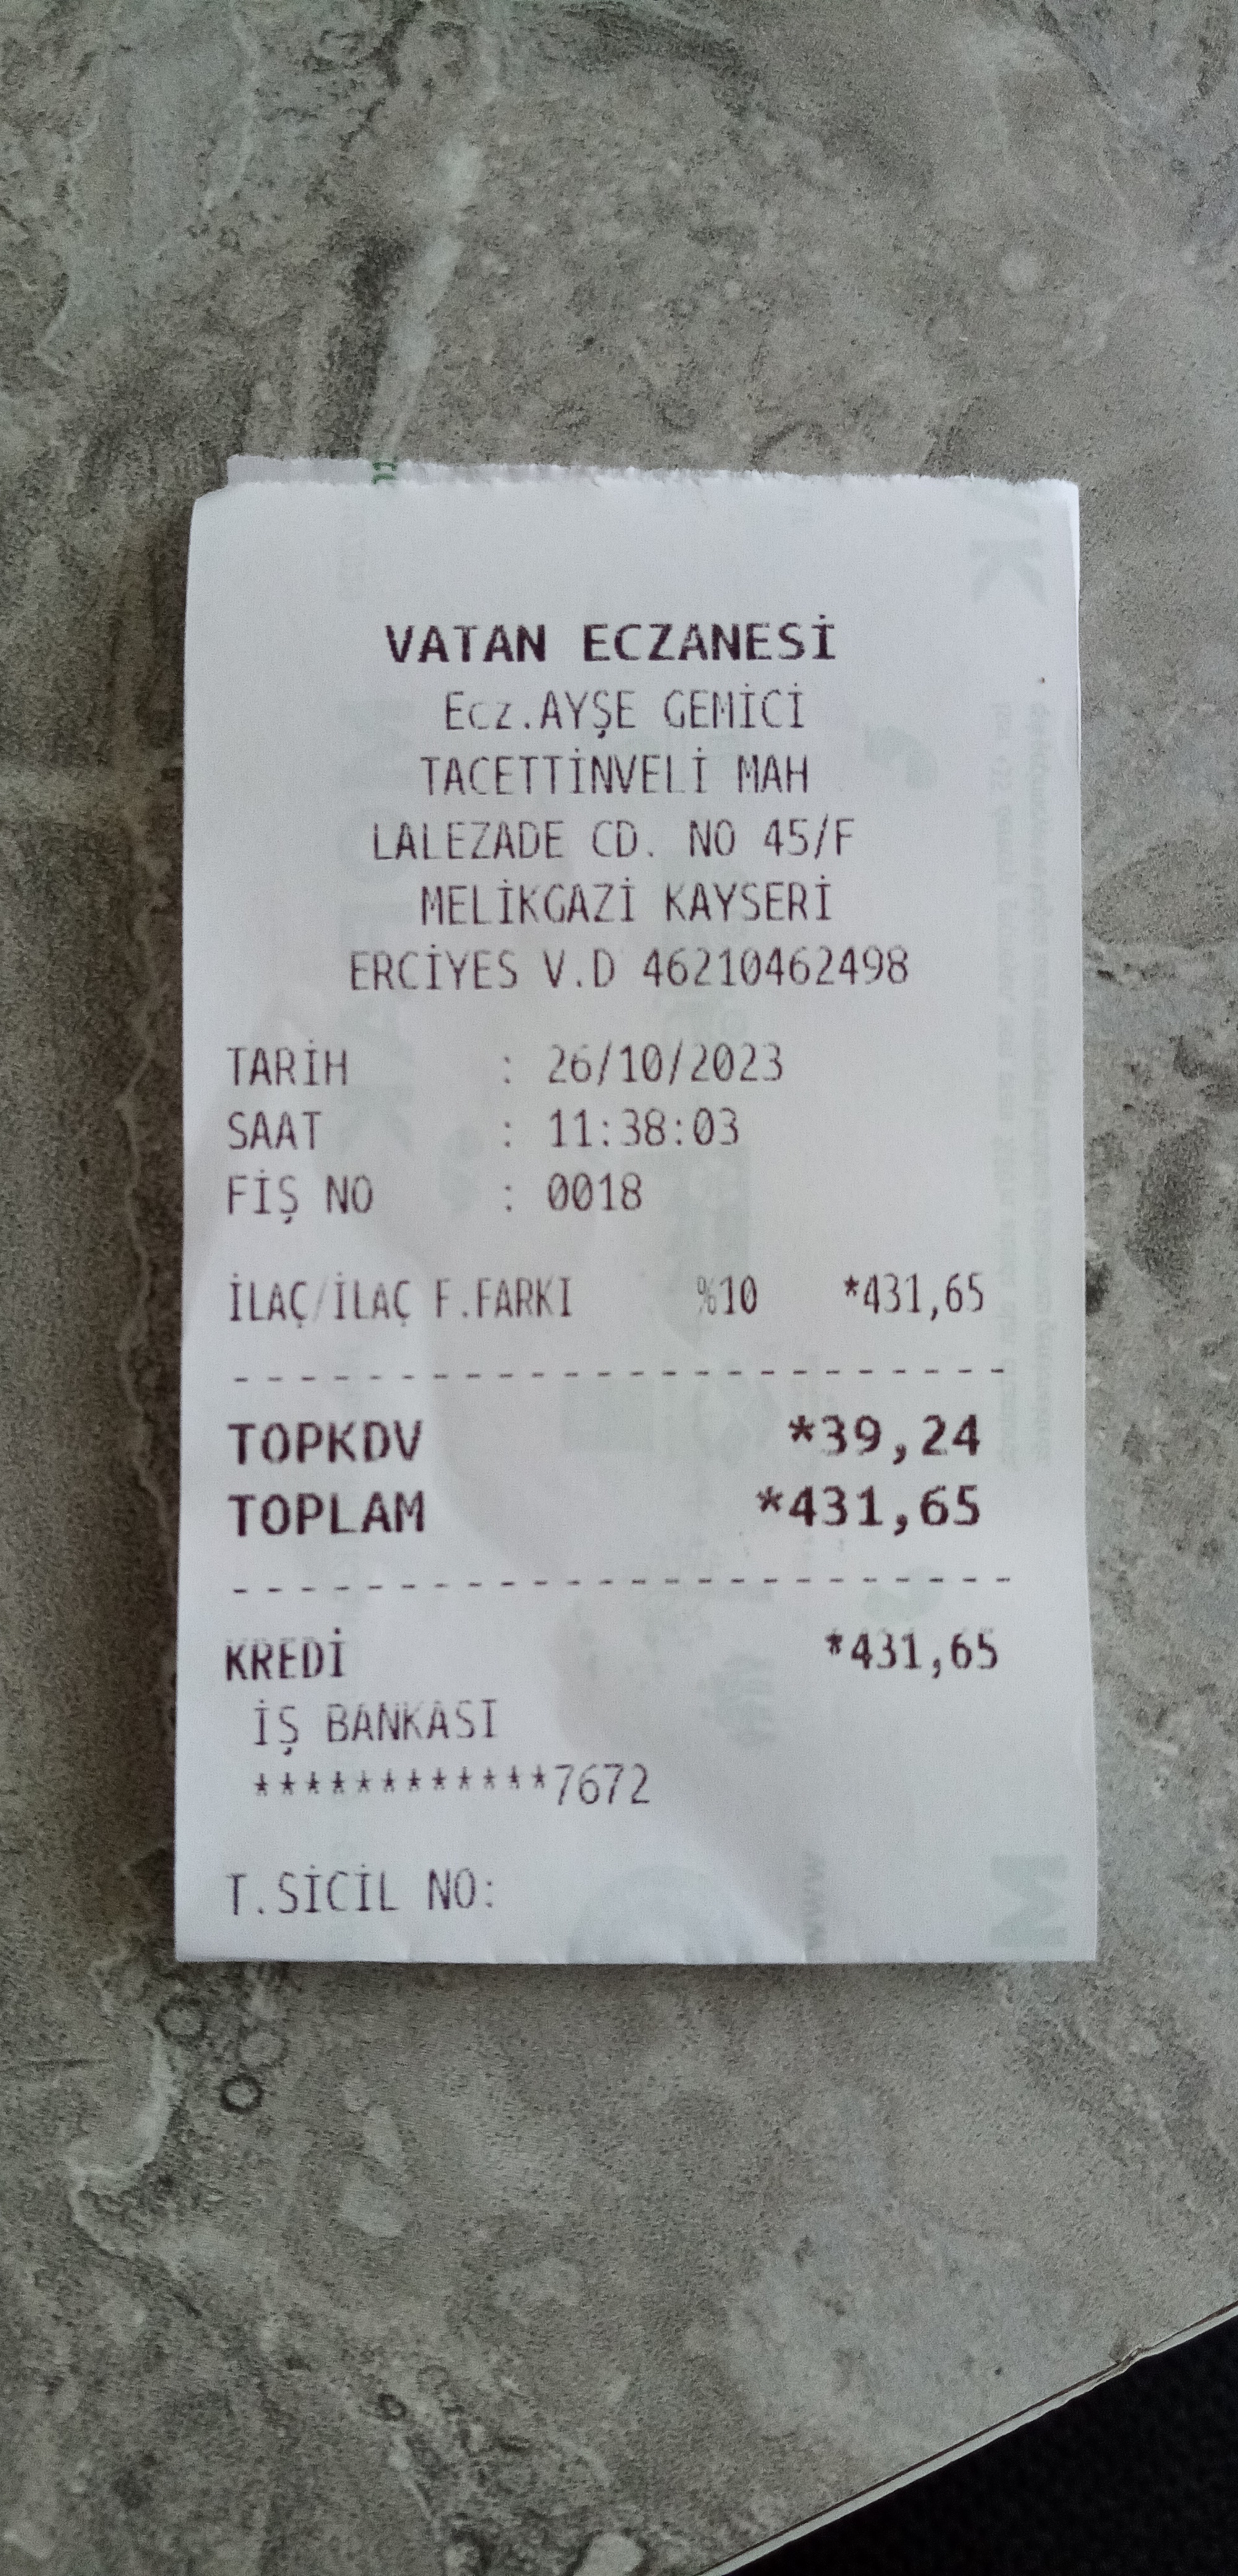 VATAN ECZANESİ
Ecz.AYŞE GEMİCİ
TACETTİNVELİ MAH
LALEZADE CD. NO 45/F
MELİKGAZİ KAYSERİ
ERCİYES V.D 46210462498
TARİH : 26/10/2023
SAAT : 11:38:03
FİŞ NO : 0018
İLAÇ/İLAÇ F.FARKI %10 *431,65
TOPKDV *39,24
TOPLAM *431,65
KREDİ *431,65
İŞ BANKASI
************7672
T.SİCİL NO: